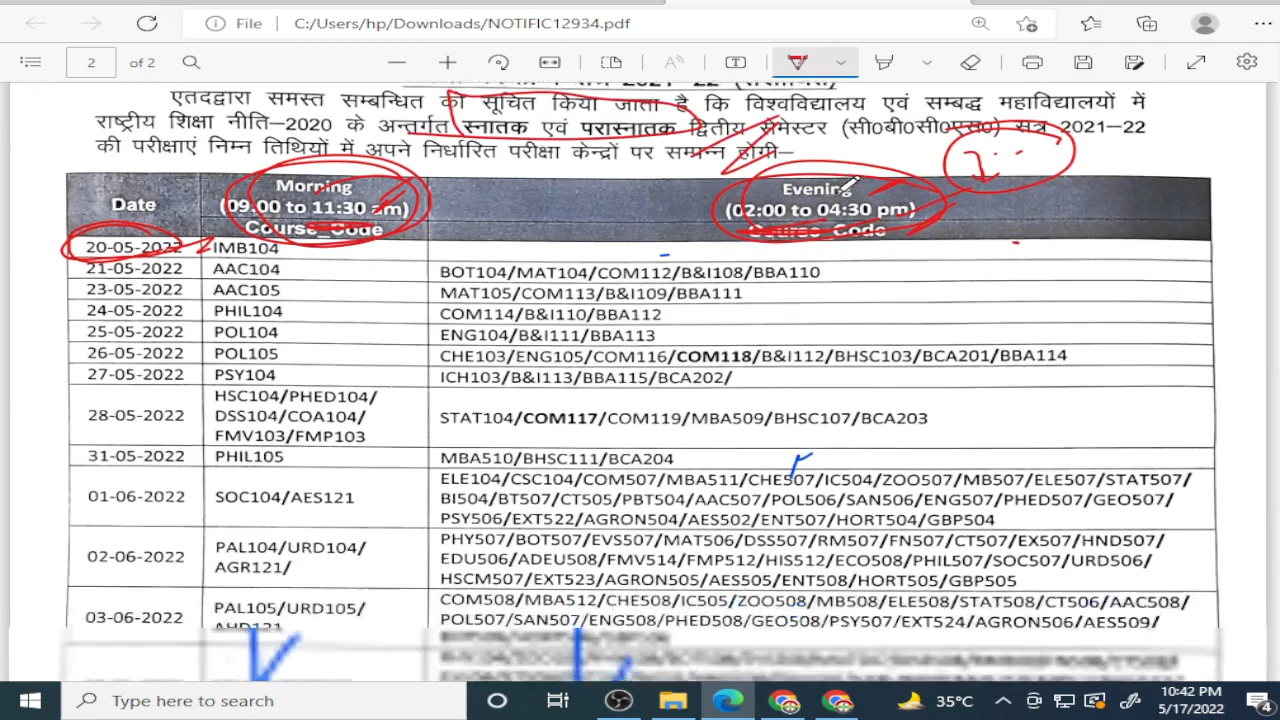 File C:/Users/hp/Downloads/NOTIFIC12934.pdf
2 of 2
एतदद्वारा समस्त सम्बन्धित को सूचित किया जाता है कि विश्वविद्यालय एवं सम्बद्ध महाविद्यालयों में
राष्ट्रीय शिक्षा नीति–2020 के अन्तर्गत स्नातक एवं परास्नातक द्वितीय सेमेस्टर (सी0बी0सी0एस0) सत्र 2021–22
की परीक्षाएं निम्न तिथियों में अपने निर्धारित परीक्षा केन्द्रों पर सम्पन्न होगी–
Date Morning (09.00 to 11:30 am) Course_Code Evening (02:00 to 04:30 pm) Course Code
20-05-2022 IMB104
21-05-2022 AAC104 BOT104/MAT104/COM112/B&I108/BBA110
23-05-2022 AAC105 MAT105/COM113/B&I109/BBA111
24-05-2022 PHIL104 COM114/B&I110/BBA112
25-05-2022 POL104 ENG104/B&I111/BBA113
26-05-2022 POL105 CHE103/ENG105/COM116/COM118/B&I112/BHSC103/BCA201/BBA114
27-05-2022 PSY104 ICH103/B&I113/BBA115/BCA202/
28-05-2022 HSC104/PHED104/
DSS104/COA104/
FMV103/FMP103 STAT104/COM117/COM119/MBA509/BHSC107/BCA203
31-05-2022 PHIL105 MBA510/BHSC111/BCA204
01-06-2022 SOC104/AES121 ELE104/CSC104/COM507/MBA511/CHE507/IC504/ZOO507/MB507/ELE507/STAT507/
BI504/BT507/CT505/PBT504/AAC507/POL506/SAN506/ENG507/PHED507/GEO507/
PSY506/EXT522/AGRON504/AES502/ENT507/HORT504/GBP504
02-06-2022 PAL104/URD104/
AGR121/ PHY507/BOT507/EVS507/MAT506/DSS507/RM507/FN507/CT507/EX507/HND507/
EDU506/ADEU508/FMV514/FMP512/HIS512/ECO508/PHIL507/SOC507/URD506/
HSCM507/EXT523/AGRON505/AES505/ENT508/HORT505/GBP505
03-06-2022 PAL105/URD105/
COM508/MBA512/CHE508/IC505/ZOO508/MB508/ELE508/STAT508/CT506/AAC508/
POL507/SAN507/ENG508/PHED508/GEO508/PSY507/EXT524/AGRON506/AES509/
Type here to search 35°C 10:42 PM
5/17/2022 4